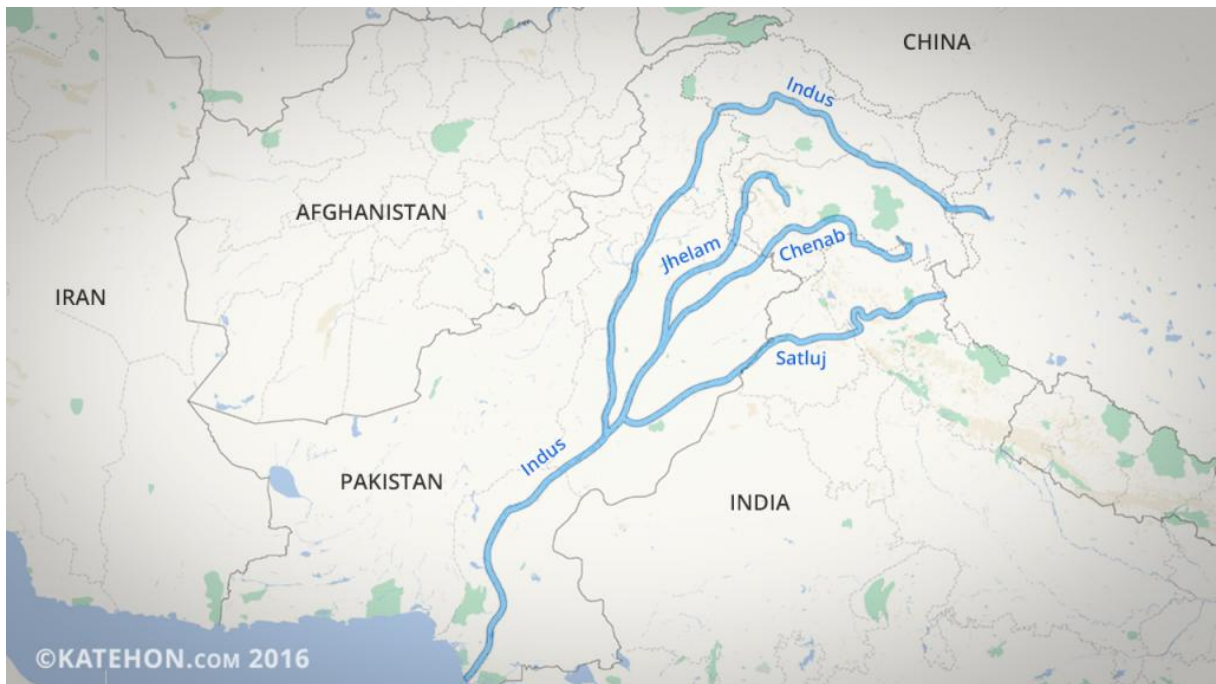 CHINA
Indus
AFGHANISTAN
Jhelam
Chenab
IRAN
Satluj
Indus
PAKISTAN
INDIA
©KATEHON.COM 2016